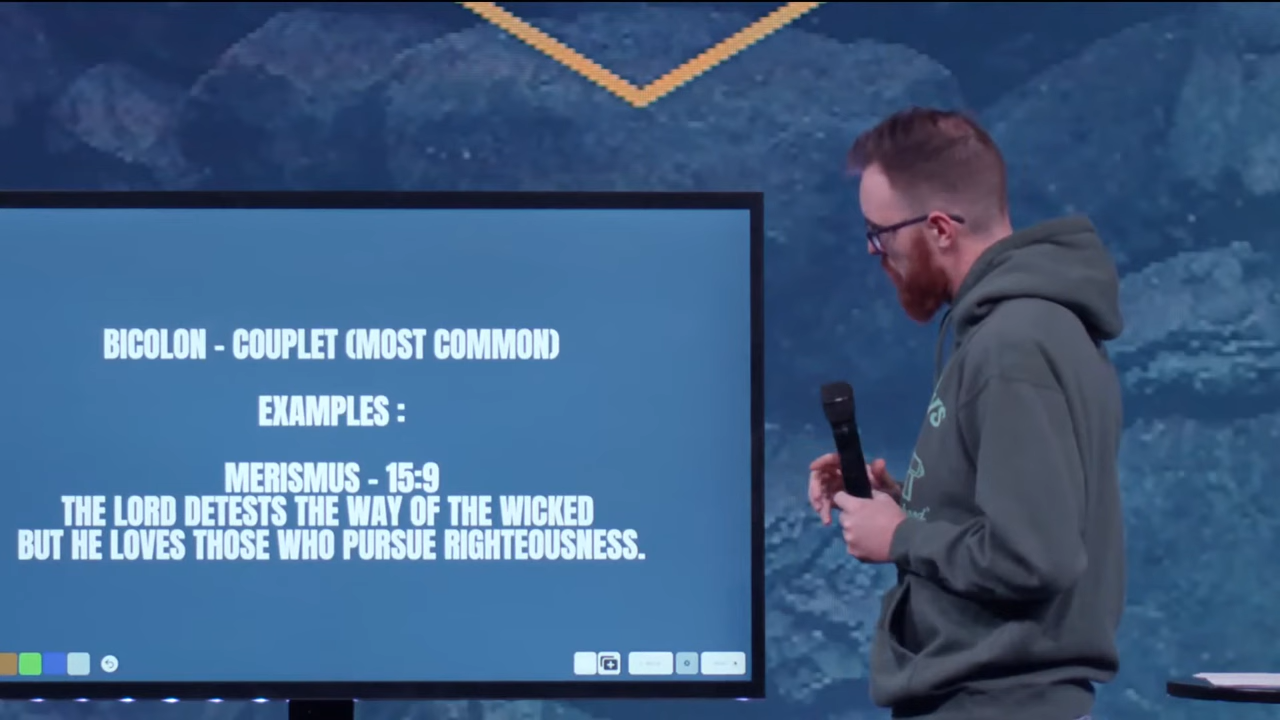 BICOLON - COUPLET (MOST COMMON)
EXAMPLES :
MERISMUS - 15:9
THE LORD DETESTS THE WAY OF THE WICKED
BUT HE LOVES THOSE WHO PURSUE RIGHTEOUSNESS.